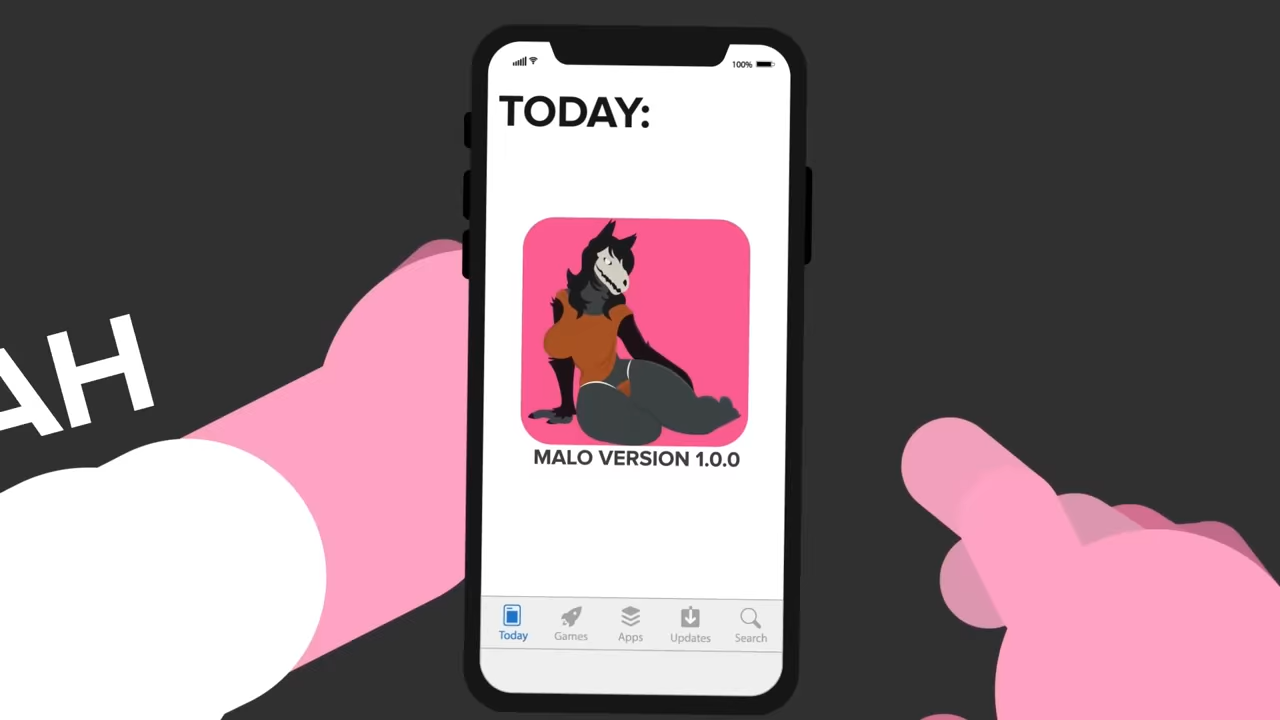 100%
TODAY:
AH
MALO VERSION 1.0.0
Today
Games
Apps
Updates
Search